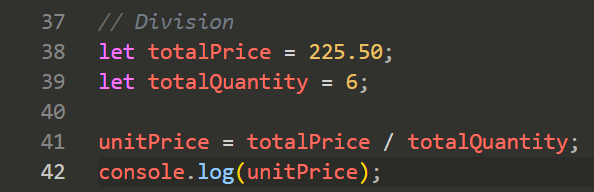 37 // Division
38 let totalPrice = 225.50;
39 let totalQuantity = 6;
40
41 unitPrice = totalPrice / totalQuantity;
42 console.log(unitPrice);